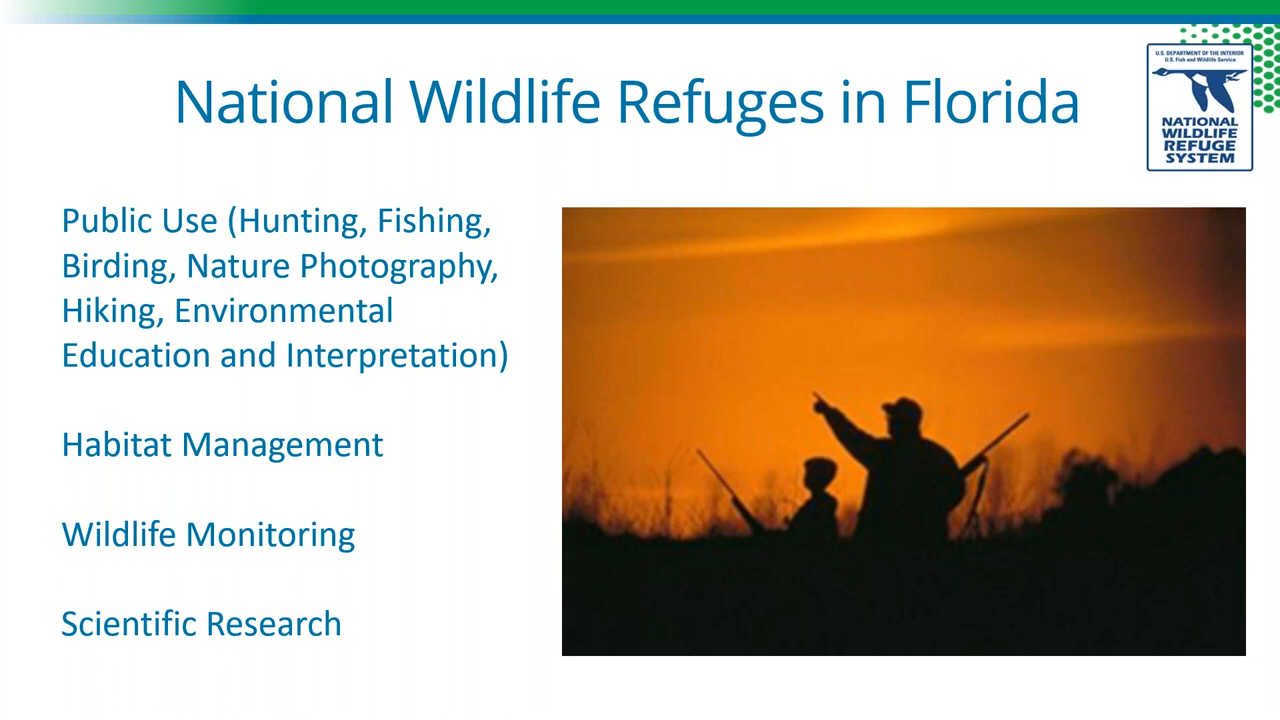 National Wildlife Refuges in Florida
U.S. DEPARTMENT OF THE INTERIOR
U.S. Fish and Wildlife Service
NATIONAL
WILDLIFE
REFUGE
SYSTEM
Public Use (Hunting, Fishing,
Birding, Nature Photography,
Hiking, Environmental
Education and Interpretation)
Habitat Management
Wildlife Monitoring
Scientific Research